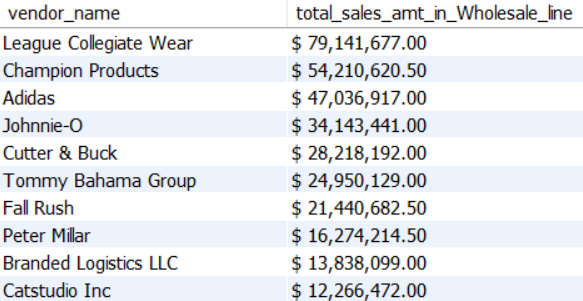 vendor_name total_sales_amt_in_Wholesale_line
League Collegiate Wear $ 79,141,677.00
Champion Products $ 54,210,620.50
Adidas $ 47,036,917.00
Johnnie-O $ 34,143,441.00
Cutter & Buck $ 28,218,192.00
Tommy Bahama Group $ 24,950,129.00
Fall Rush $ 21,440,682.50
Peter Millar $ 16,274,214.50
Branded Logistics LLC $ 13,838,099.00
Catstudio Inc $ 12,266,472.00